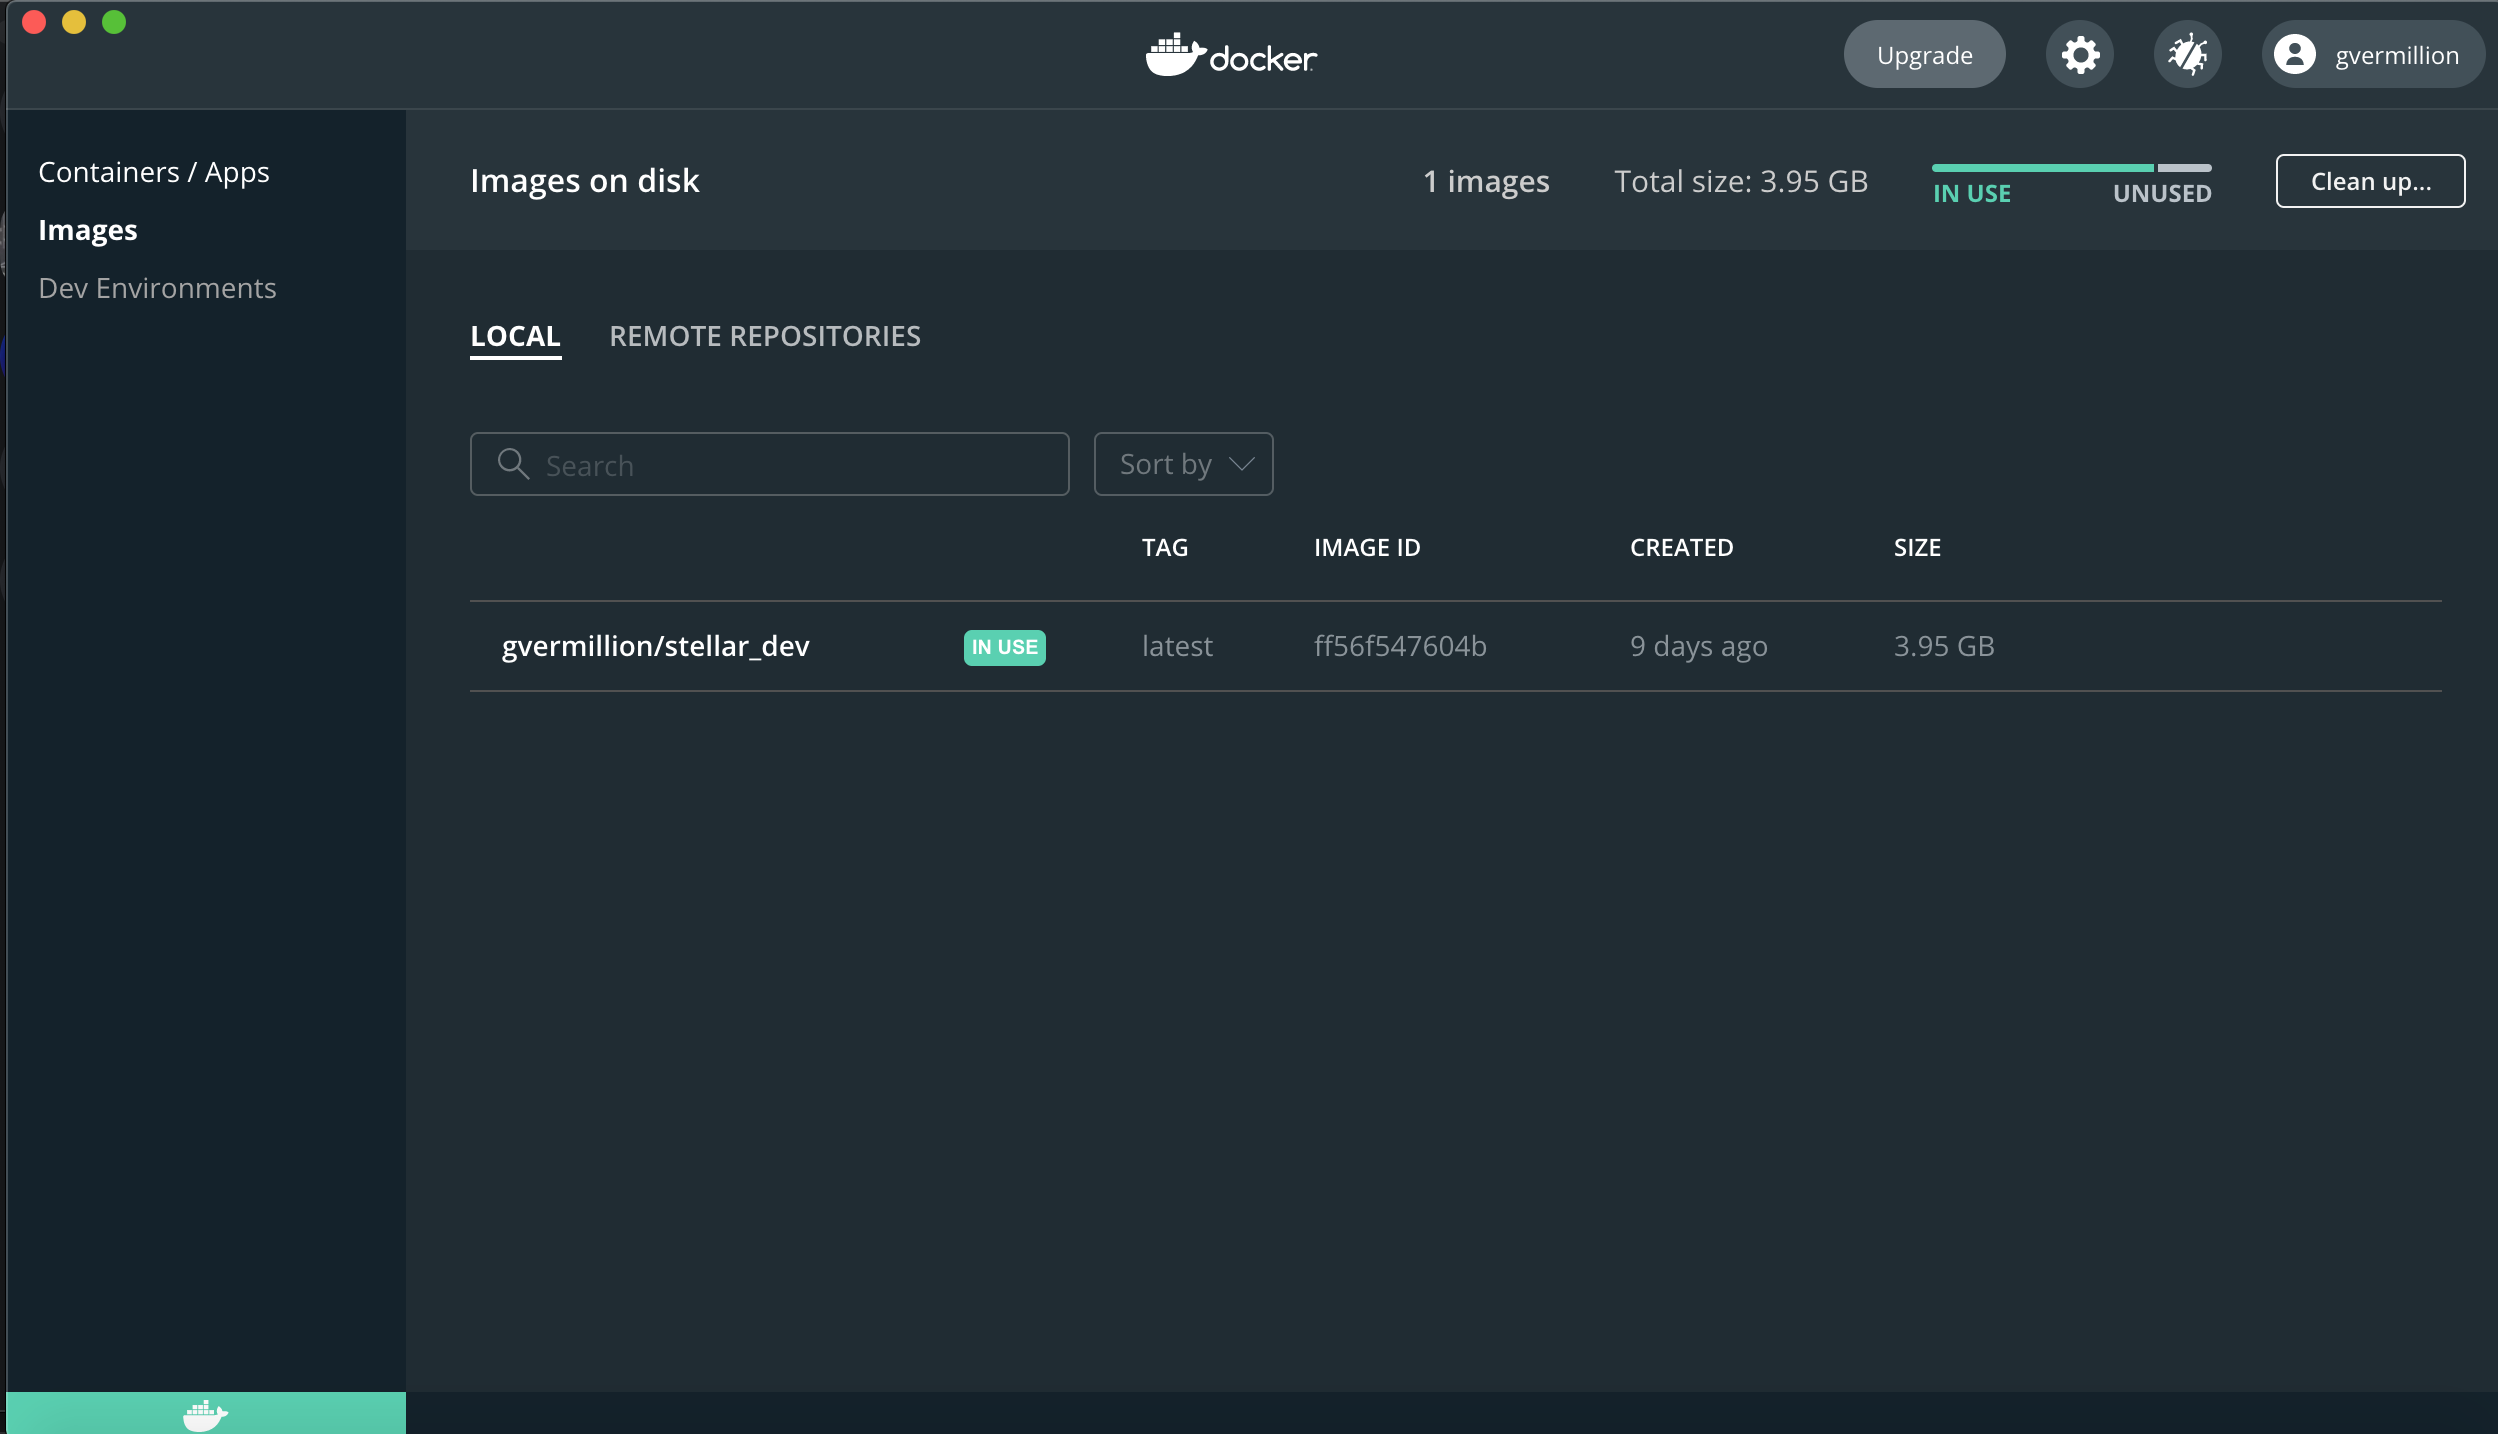 docker
Upgrade
gvermillion
Containers / Apps
Images
Dev Environments
Images on disk
1 images
Total size: 3.95 GB
IN USE
UNUSED
Clean up...
LOCAL
REMOTE REPOSITORIES
Search
Sort by
TAG
IMAGE ID
CREATED
SIZE
gvermillion/stellar_dev
IN USE
latest
ff56f547604b
9 days ago
3.95 GB